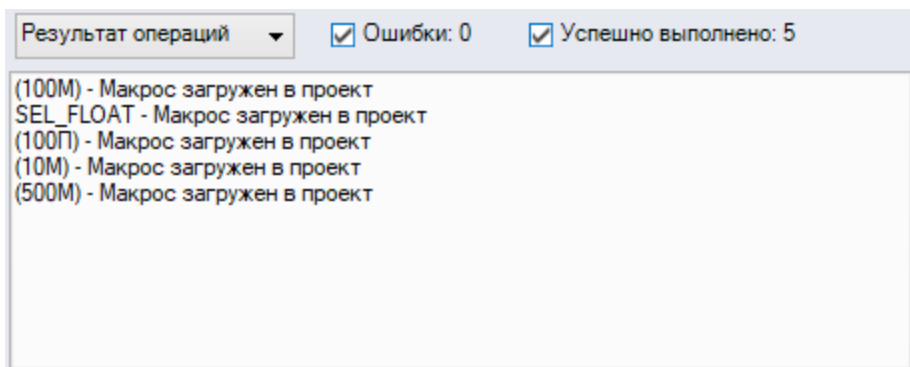 Результат операций
Ошибки: 0
Успешно выполнено: 5
(100М) - Макрос загружен в проект
SEL_FLOAT - Макрос загружен в проект
(100П) - Макрос загружен в проект
(10М) - Макрос загружен в проект
(500М) - Макрос загружен в проект